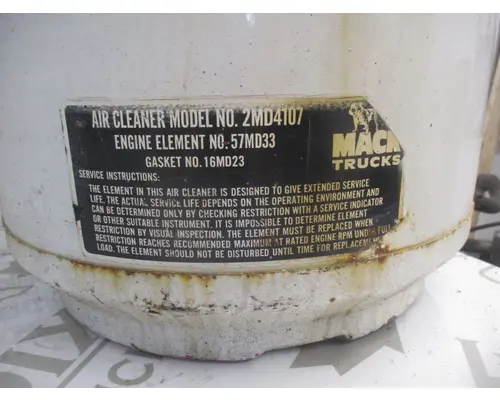 AIR CLEANER MODEL NO. 2MD4107
ENGINE ELEMENT NO. 57MD33
GASKET NO. 16MD23
MACK
TRUCKS
SERVICE INSTRUCTIONS:
THE ELEMENT IN THIS AIR CLEANER IS DESIGNED TO GIVE EXTENDED SERVICE
LIFE. THE ACTUAL SERVICE LIFE DEPENDS ON THE OPERATING ENVIRONMENT AND
CAN BE DETERMINED ONLY BY CHECKING RESTRICTION WITH A SERVICE INDICATOR
OR OTHER SUITABLE INSTRUMENT. IT IS IMPOSSIBLE TO DETERMINE ELEMENT
RESTRICTION BY VISUAL INSPECTION. THE ELEMENT MUST BE REPLACED WHEN
RESTRICTION REACHES RECOMMENDED MAXIMUM AT RATED ENGINE RPM UNDER FULL
LOAD. THE ELEMENT SHOULD NOT BE DISTURBED UNTIL TIME FOR REPLACEMENT